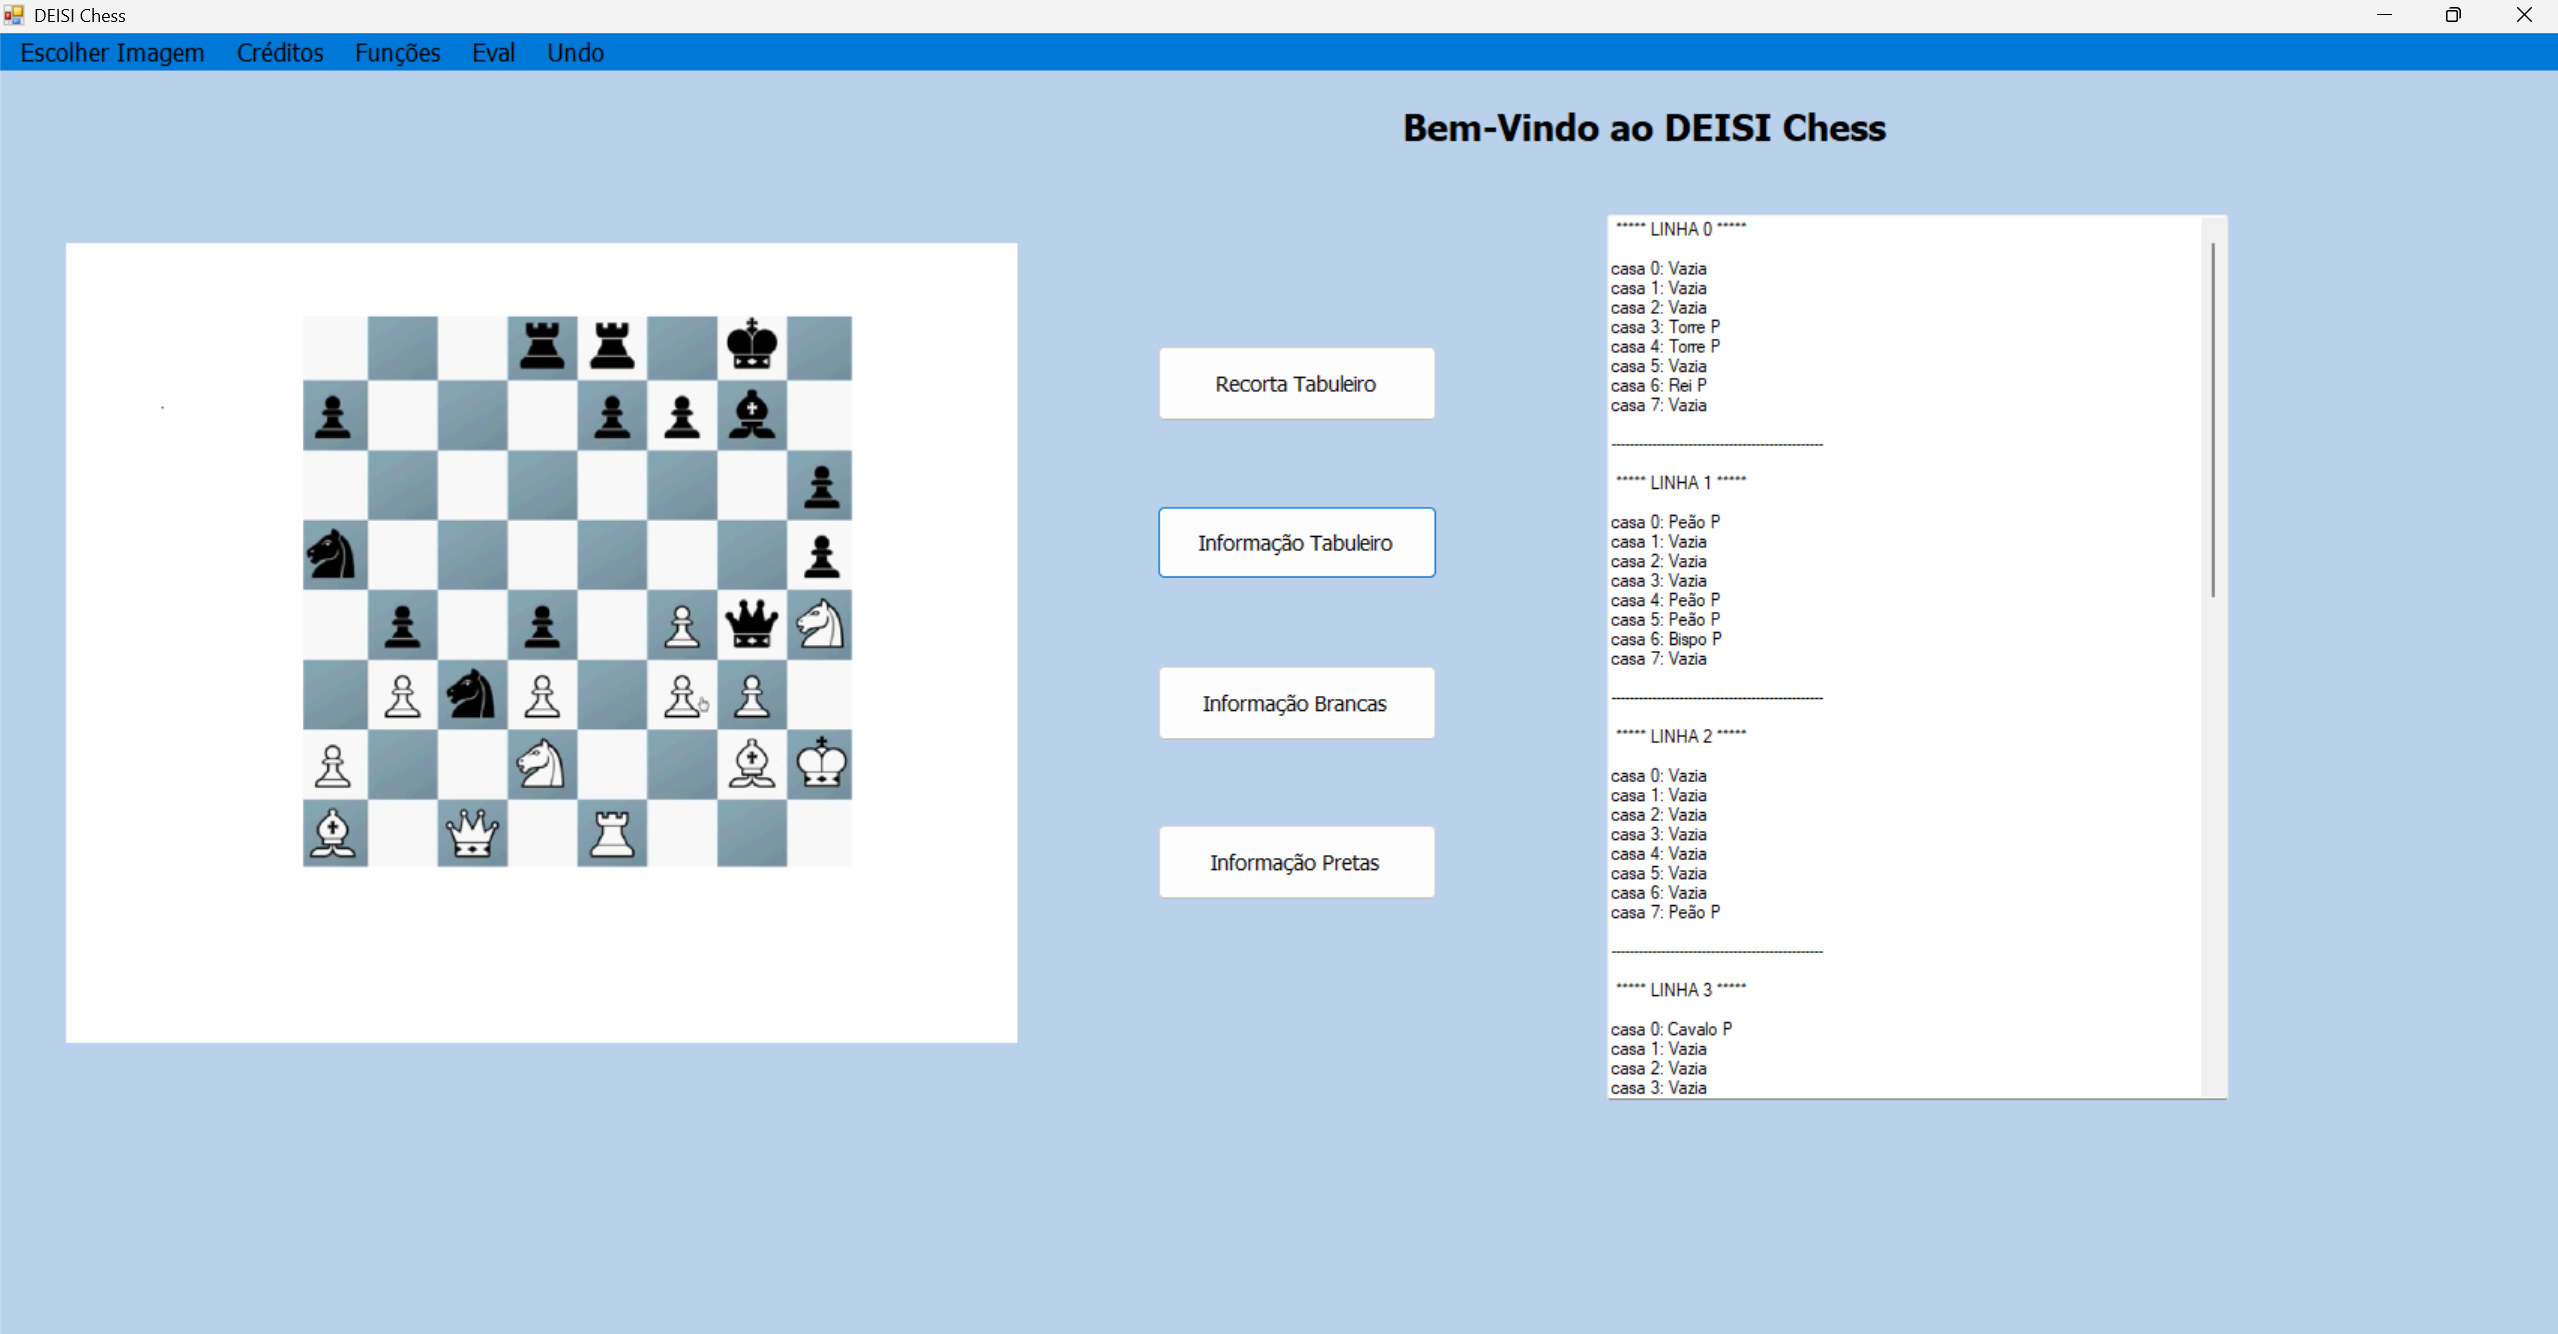 DEISI Chess
Escolher Imagem Créditos Funções Eval Undo
Bem-Vindo ao DEISI Chess
Recorta Tabuleiro
Informação Tabuleiro
Informação Brancas
Informação Pretas
***** LINHA 0 *****
casa 0: Vazia
casa 1: Vazia
casa 2: Vazia
casa 3: Torre P
casa 4: Torre P
casa 5: Vazia
casa 6: Rei P
casa 7: Vazia
----------------------------------------------
***** LINHA 1 *****
casa 0: Peão P
casa 1: Vazia
casa 2: Vazia
casa 3: Vazia
casa 4: Peão P
casa 5: Peão P
casa 6: Bispo P
casa 7: Vazia
----------------------------------------------
***** LINHA 2 *****
casa 0: Vazia
casa 1: Vazia
casa 2: Vazia
casa 3: Vazia
casa 4: Vazia
casa 5: Vazia
casa 6: Vazia
casa 7: Peão P
----------------------------------------------
***** LINHA 3 *****
casa 0: Cavalo P
casa 1: Vazia
casa 2: Vazia
casa 3: Vazia